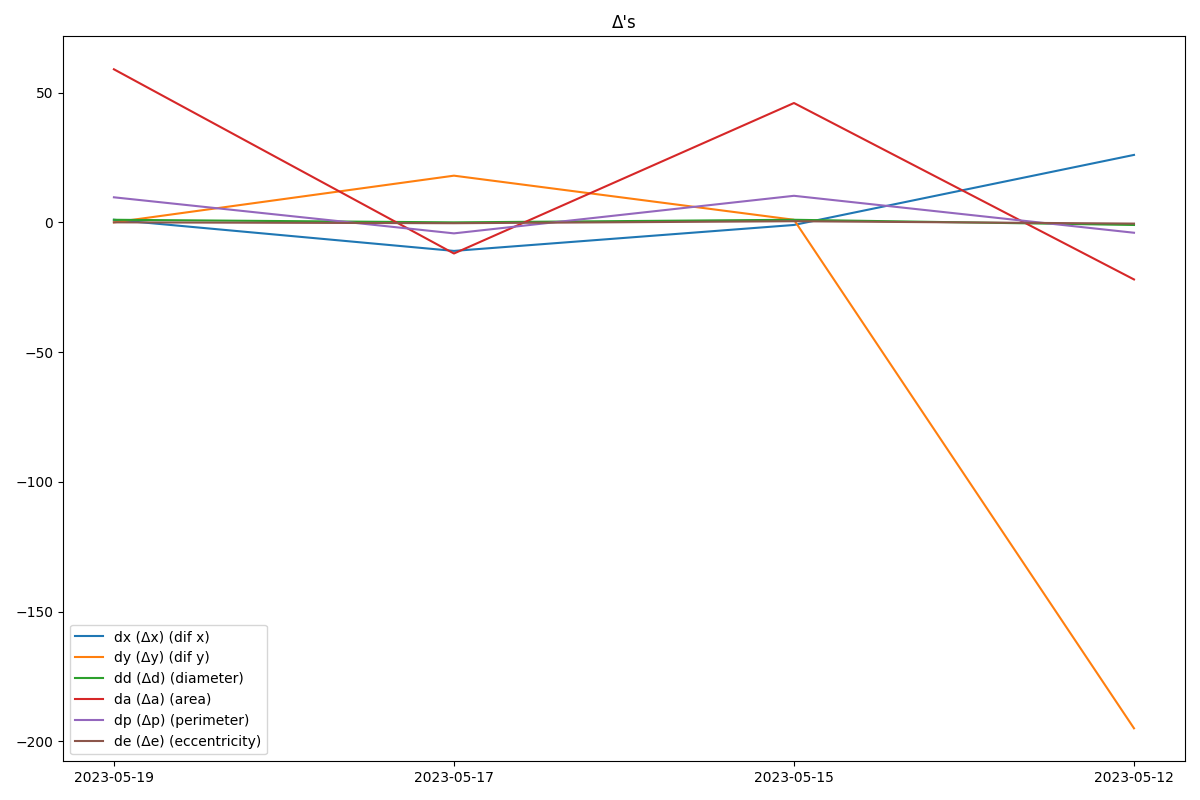 Δ's
50
0
−50
−100
−150
−200
dx (Δx) (dif x)
dy (Δy) (dif y)
dd (Δd) (diameter)
da (Δa) (area)
dp (Δp) (perimeter)
de (Δe) (eccentricity)
2023-05-19 2023-05-17 2023-05-15 2023-05-12